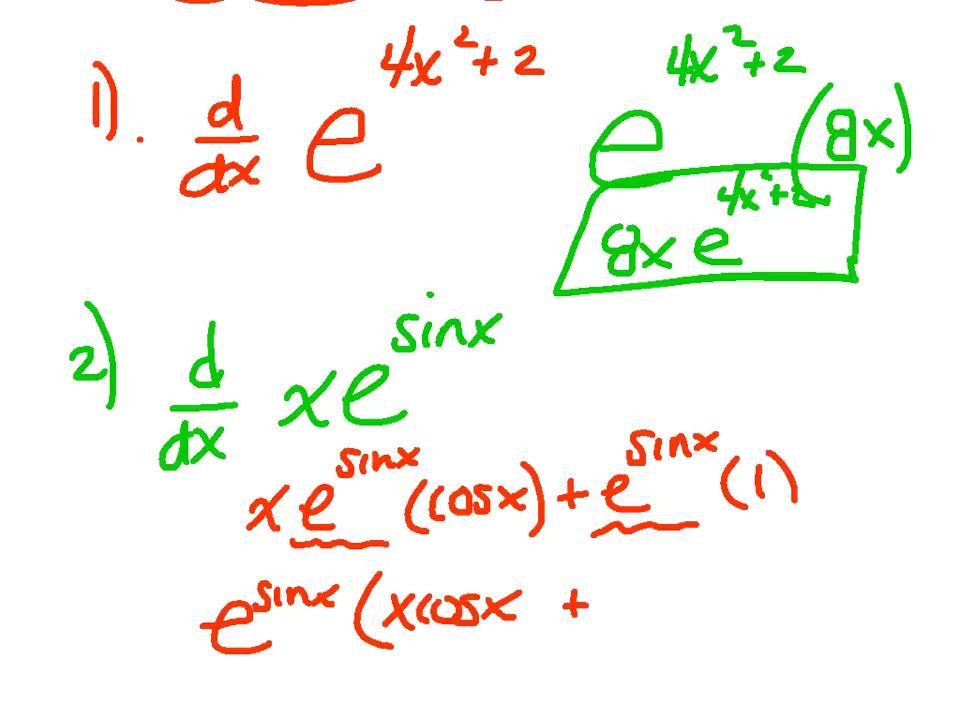 1). d/dx e^(4x²+2) e^(4x²+2) (8x)
8x e^(4x²+2)
2) d/dx xe^(sinx)
xe^(sinx) (cosx) + e^(sinx) (1)
e^(sinx) (xcosx +